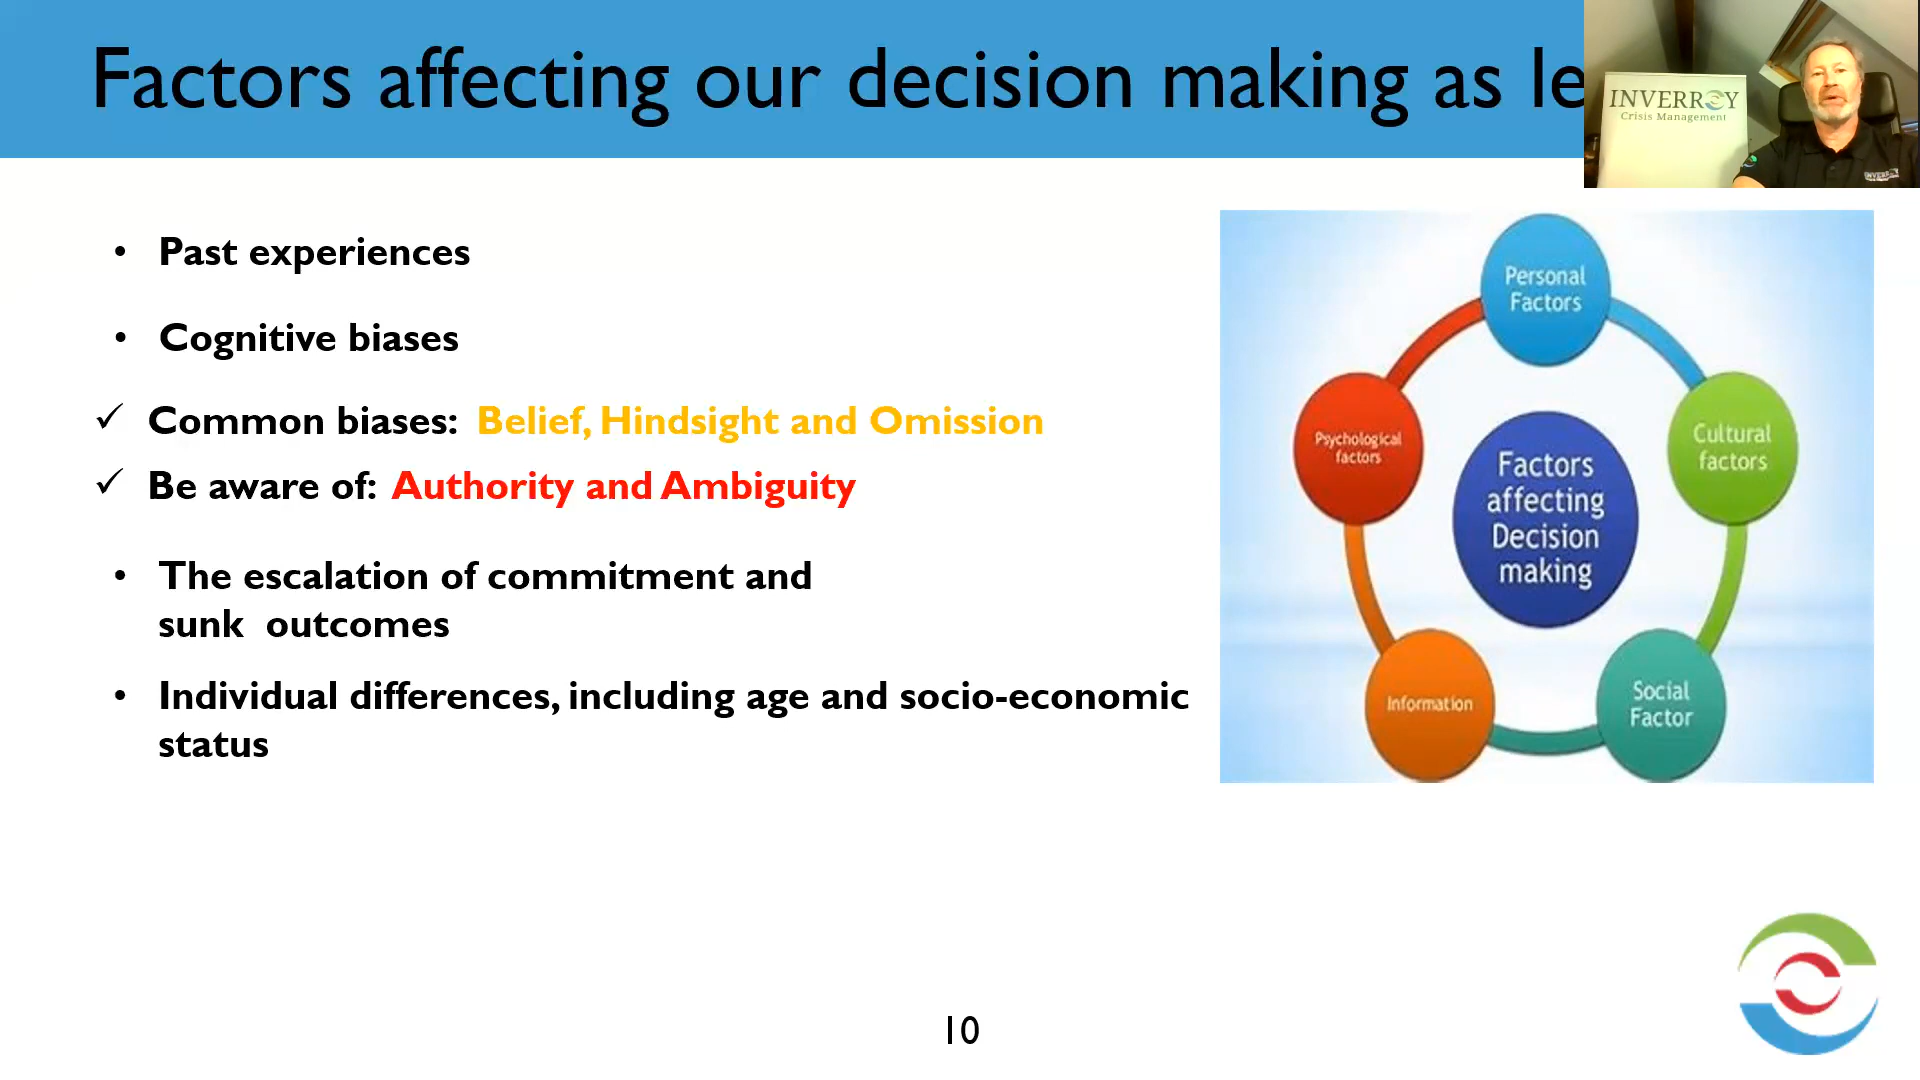 Factors affecting our decision making as le
INVERROY
Crisis Management
INVERROY
• Past experiences
• Cognitive biases
✓ Common biases: Belief, Hindsight and Omission
✓ Be aware of: Authority and Ambiguity
• The escalation of commitment and
sunk outcomes
• Individual differences, including age and socio-economic
status
Personal
Factors
Psychological
factors
Cultural
factors
Factors
affecting
Decision
making
Information
Social
Factor
10